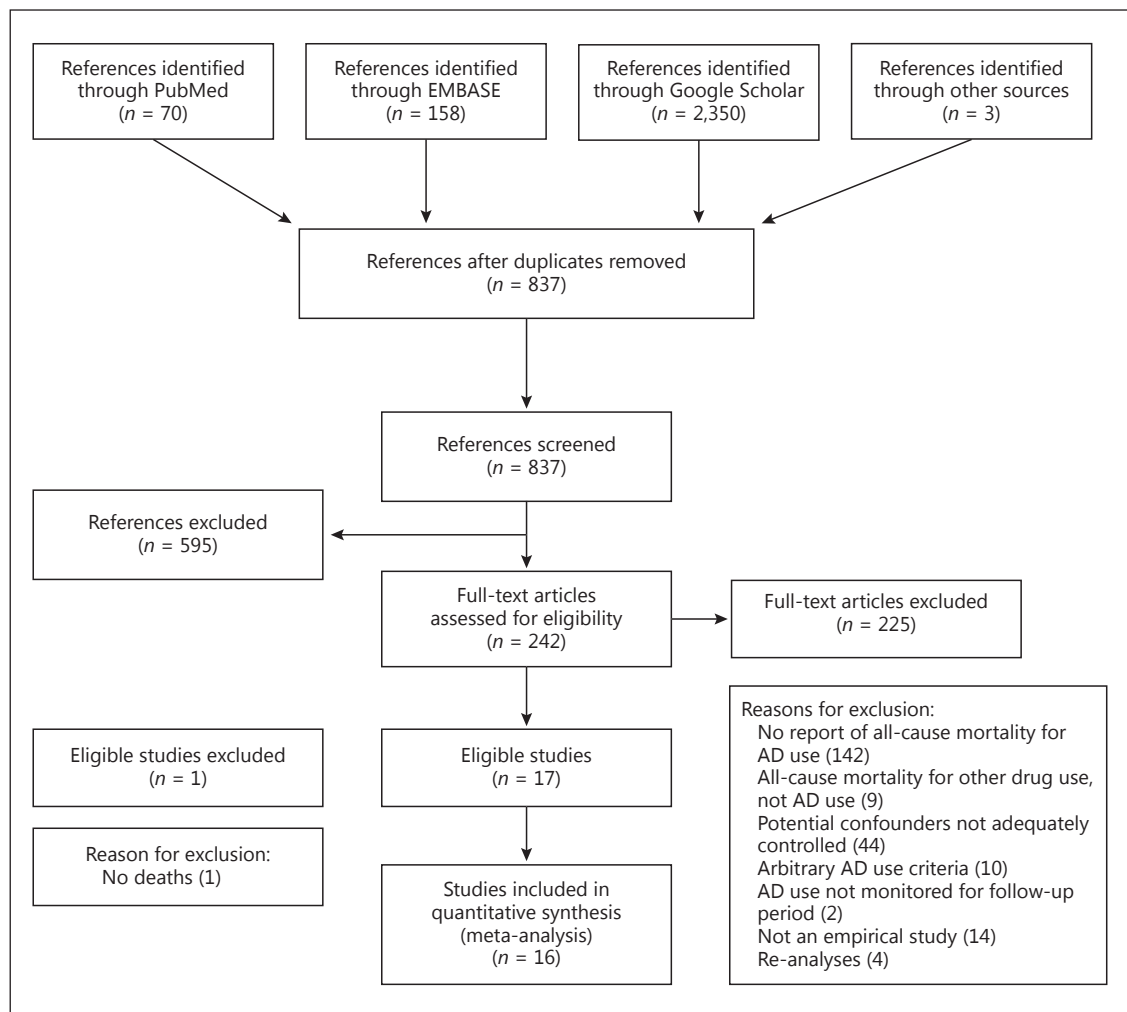 References identified
through PubMed
(n = 70)
References identified
through EMBASE
(n = 158)
References identified
through Google Scholar
(n = 2,350)
References identified
through other sources
(n = 3)
References after duplicates removed
(n = 837)
References screened
(n = 837)
References excluded
(n = 595)
Full-text articles
assessed for eligibility
(n = 242)
Full-text articles excluded
(n = 225)
Reasons for exclusion:
No report of all-cause mortality for
AD use (142)
All-cause mortality for other drug use,
not AD use (9)
Potential confounders not adequately
controlled (44)
Arbitrary AD use criteria (10)
AD use not monitored for follow-up
period (2)
Not an empirical study (14)
Re-analyses (4)
Eligible studies excluded
(n = 1)
Eligible studies
(n = 17)
Reason for exclusion:
No deaths (1)
Studies included in
quantitative synthesis
(meta-analysis)
(n = 16)